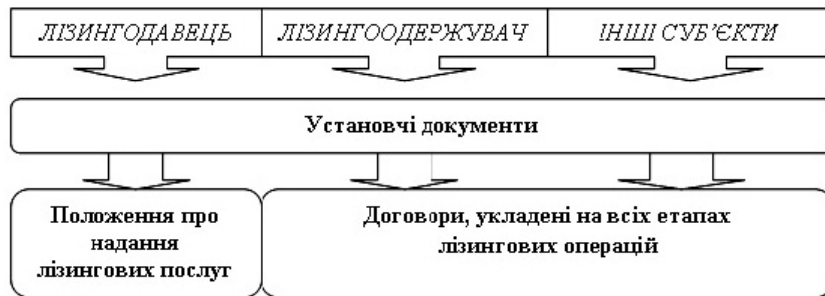 ЛІЗИНГОДАВЕЦЬ ЛІЗИНГООДЕРЖУВАЧ ІНШІ СУБ’ЄКТИ
Установчі документи
Положення про
надання
лізингових послуг
Договори, укладені на всіх етапах
лізингових операцій